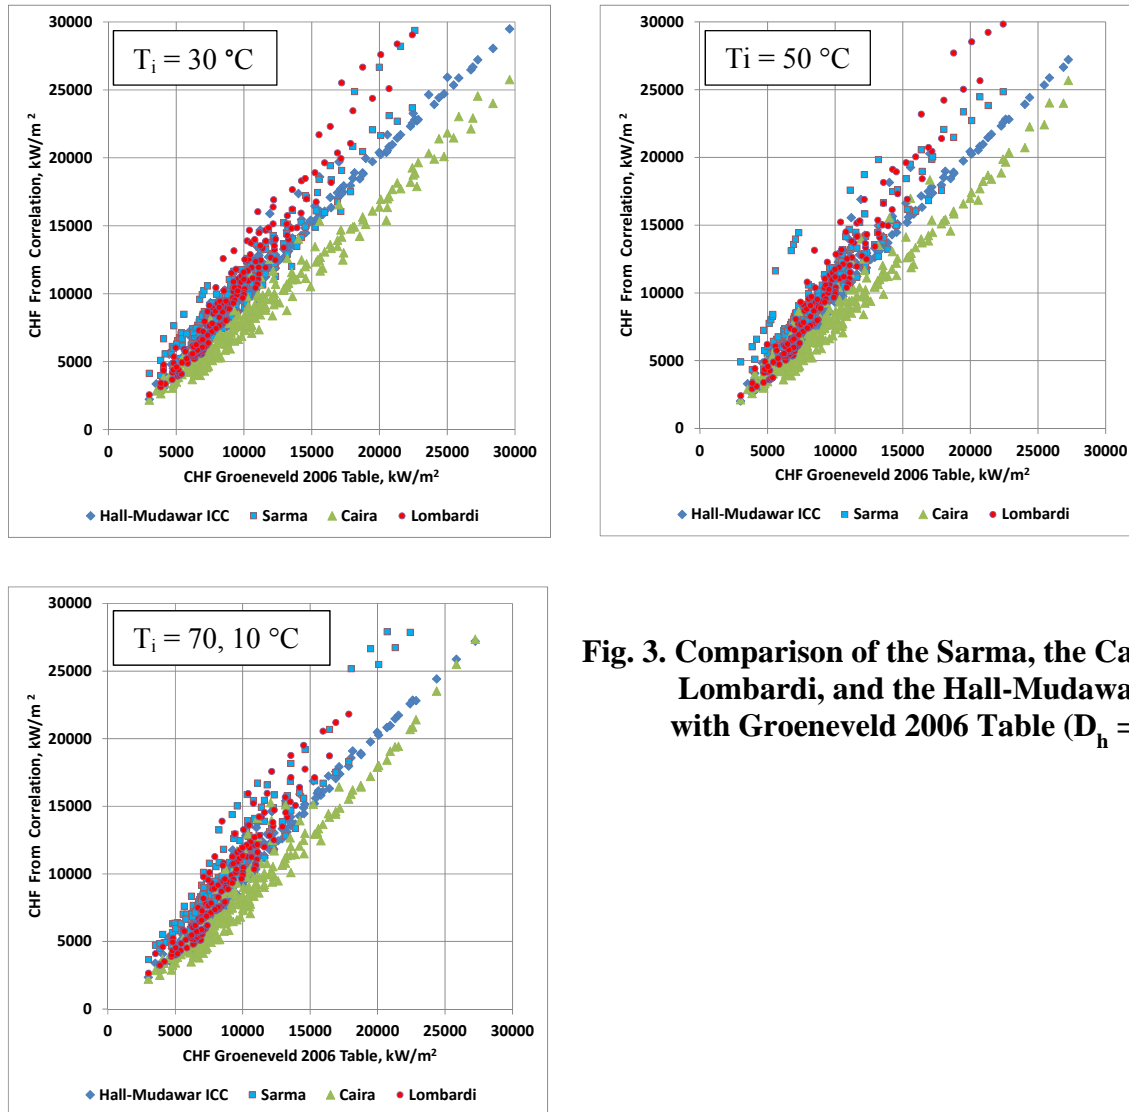 30000
25000
20000
15000
10000
5000
0
CHF From Correlation, kW/m²
Tᵢ = 30 °C
0 5000 10000 15000 20000 25000 30000
CHF Groeneveld 2006 Table, kW/m²
Hall-Mudawar ICC Sarma Caira Lombardi
30000
25000
20000
15000
10000
5000
0
CHF From Correlation, kW/m²
Ti = 50 °C
0 5000 10000 15000 20000 25000 30000
CHF Groeneveld 2006 Table, kW/m²
Hall-Mudawar ICC Sarma Caira Lombardi
30000
25000
20000
15000
10000
5000
0
CHF From Correlation, kW/m²
Tᵢ = 70, 10 °C
0 5000 10000 15000 20000 25000 30000
CHF Groeneveld 2006 Table, kW/m²
Hall-Mudawar ICC Sarma Caira Lombardi
Fig. 3. Comparison of the Sarma, the Ca
Lombardi, and the Hall-Mudawa
with Groeneveld 2006 Table (Dₕ =